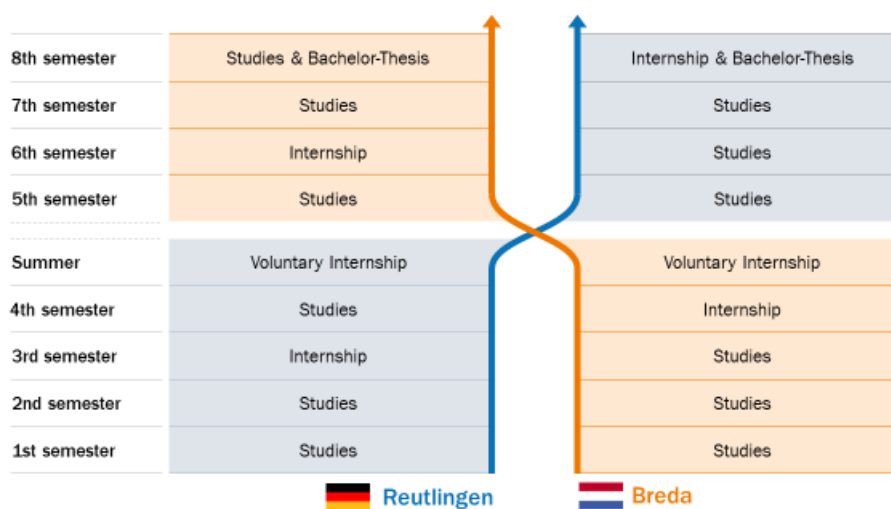 8th semester Studies & Bachelor-Thesis Internship & Bachelor-Thesis
7th semester Studies Studies
6th semester Internship Studies
5th semester Studies Studies
Summer Voluntary Internship Voluntary Internship
4th semester Studies Internship
3rd semester Internship Studies
2nd semester Studies Studies
1st semester Studies Studies
Reutlingen Breda